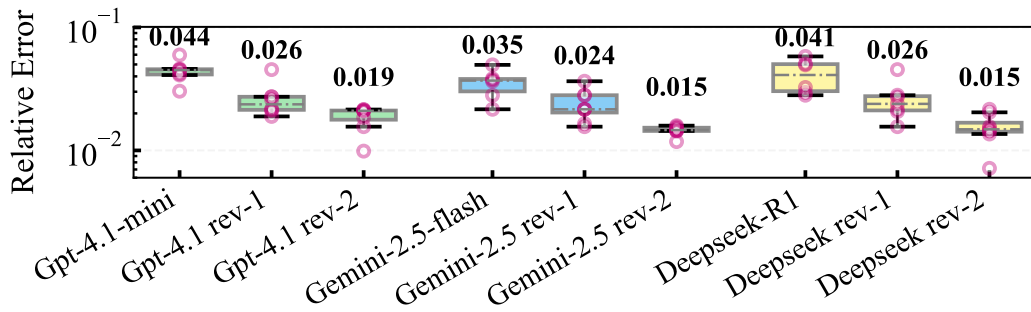 Relative Error
10⁻¹
10⁻²
0.044
0.026
0.019
0.035
0.024
0.015
0.041
0.026
0.015
Gpt-4.1-mini
Gpt-4.1 rev-1
Gpt-4.1 rev-2
Gemini-2.5-flash
Gemini-2.5 rev-1
Gemini-2.5 rev-2
Deepseek-R1
Deepseek rev-1
Deepseek rev-2